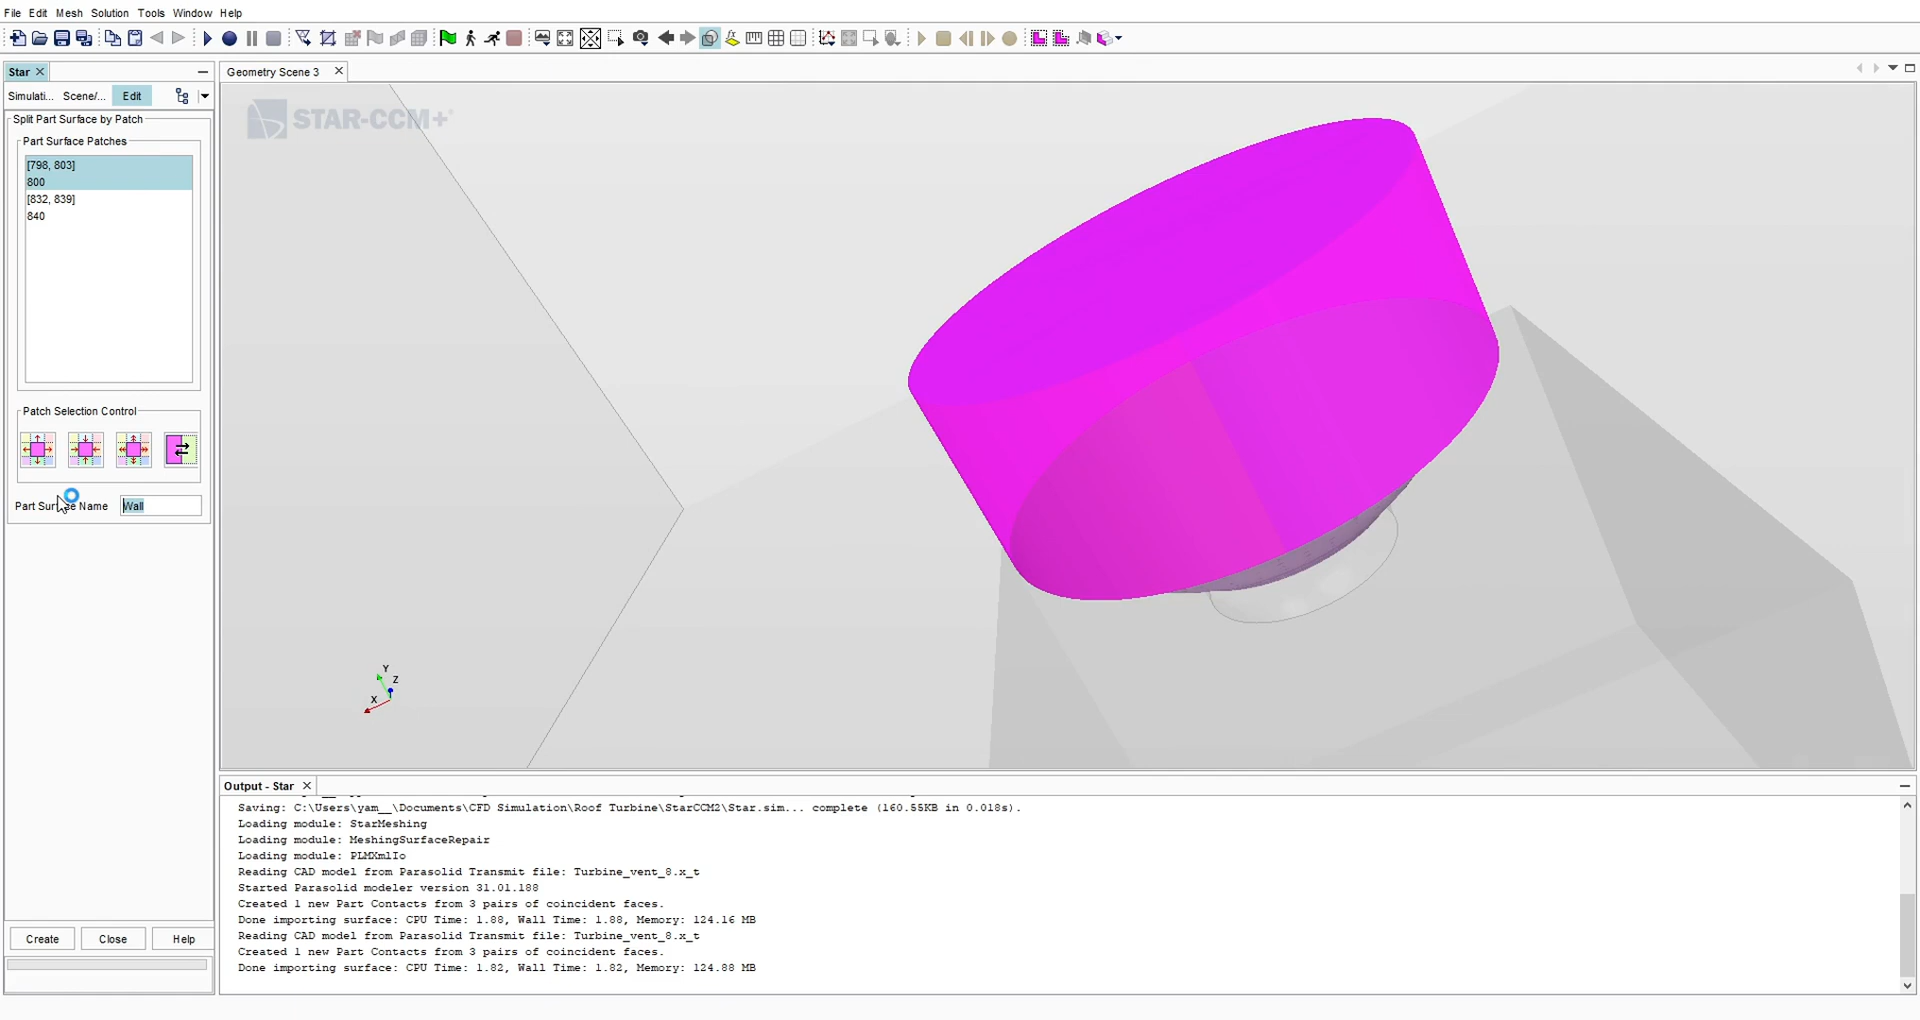 File Edit Mesh Solution Tools Window Help
Star
Geometry Scene 3
Simulati... Scene/... Edit
Split Part Surface by Patch
Part Surface Patches
[798, 803]
800
[832, 839]
840
Patch Selection Control
Part Surface Name Wall
Create Close Help
STAR-CCM+
Y
Z
X
Output - Star
Saving: C:\Users\yam__\Documents\CFD Simulation\Roof Turbine\StarCCM2\Star.sim... complete (160.55KB in 0.018s).
Loading module: StarMeshing
Loading module: MeshingSurfaceRepair
Loading module: PLMXmlIo
Reading CAD model from Parasolid Transmit file: Turbine_vent_8.x_t
Started Parasolid modeler version 31.01.188
Created 1 new Part Contacts from 3 pairs of coincident faces.
Done importing surface: CPU Time: 1.88, Wall Time: 1.88, Memory: 124.16 MB
Reading CAD model from Parasolid Transmit file: Turbine_vent_8.x_t
Created 1 new Part Contacts from 3 pairs of coincident faces.
Done importing surface: CPU Time: 1.82, Wall Time: 1.82, Memory: 124.88 MB